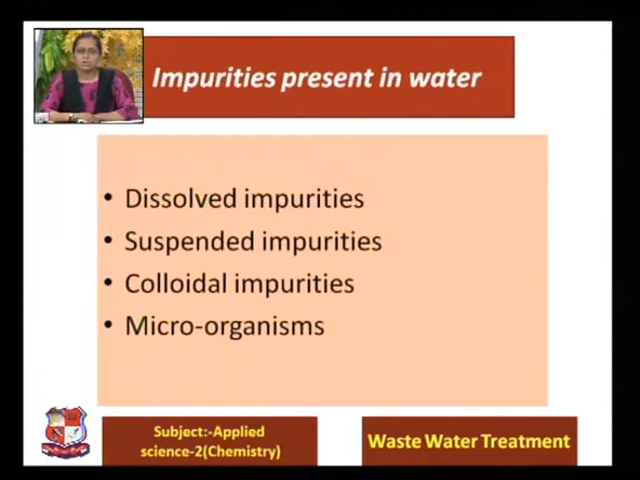 Impurities present in water
• Dissolved impurities
• Suspended impurities
• Colloidal impurities
• Micro-organisms
Subject:-Applied
science-2(Chemistry)
Waste Water Treatment